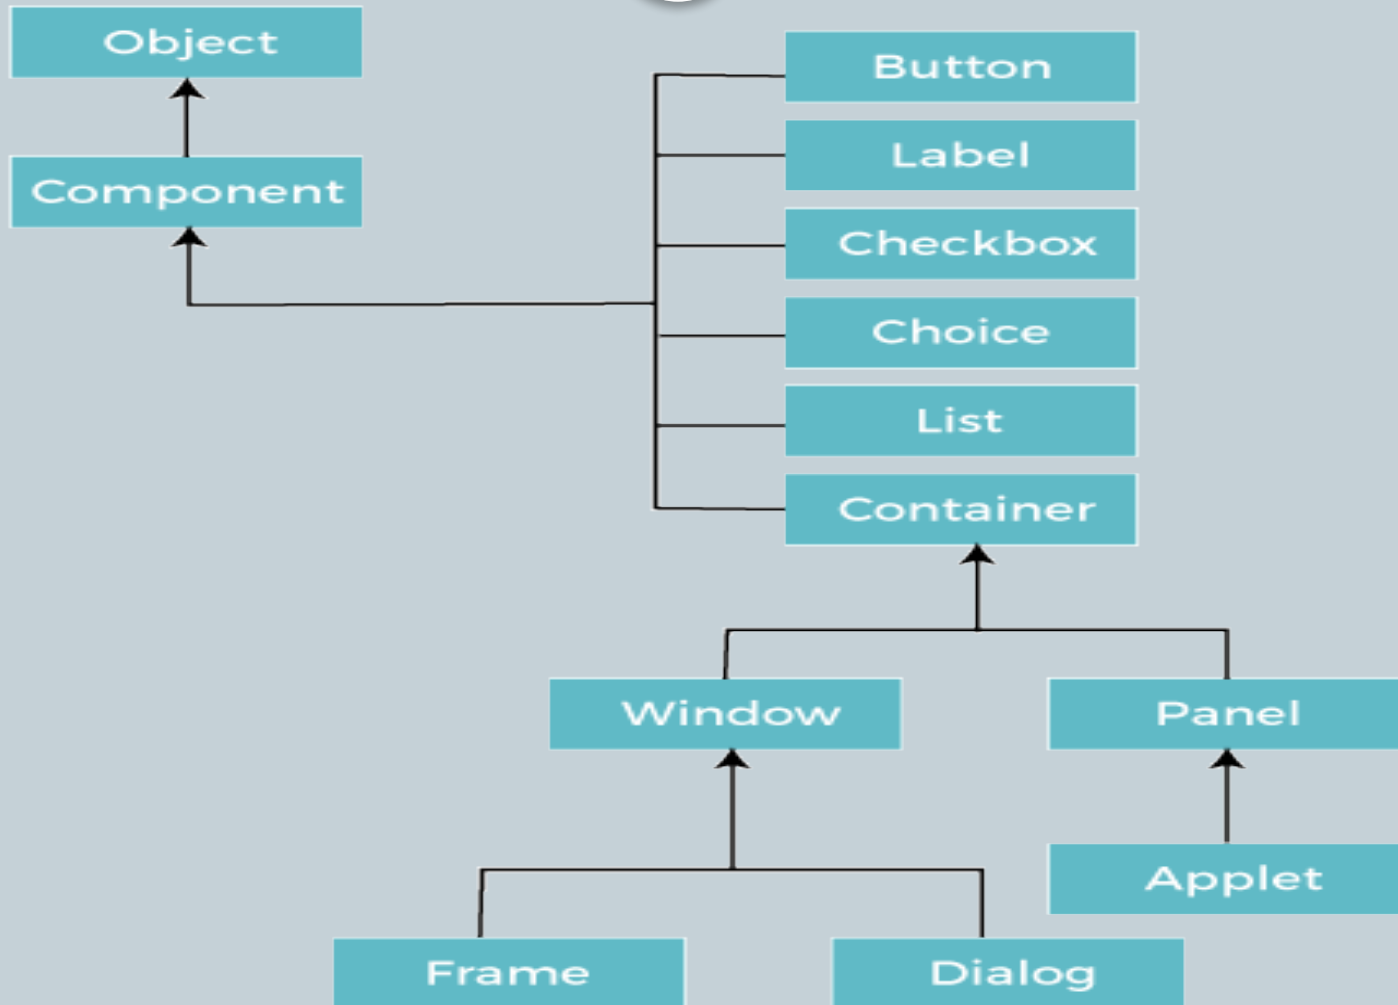 Object
Component
Button
Label
Checkbox
Choice
List
Container
Window
Panel
Applet
Frame
Dialog